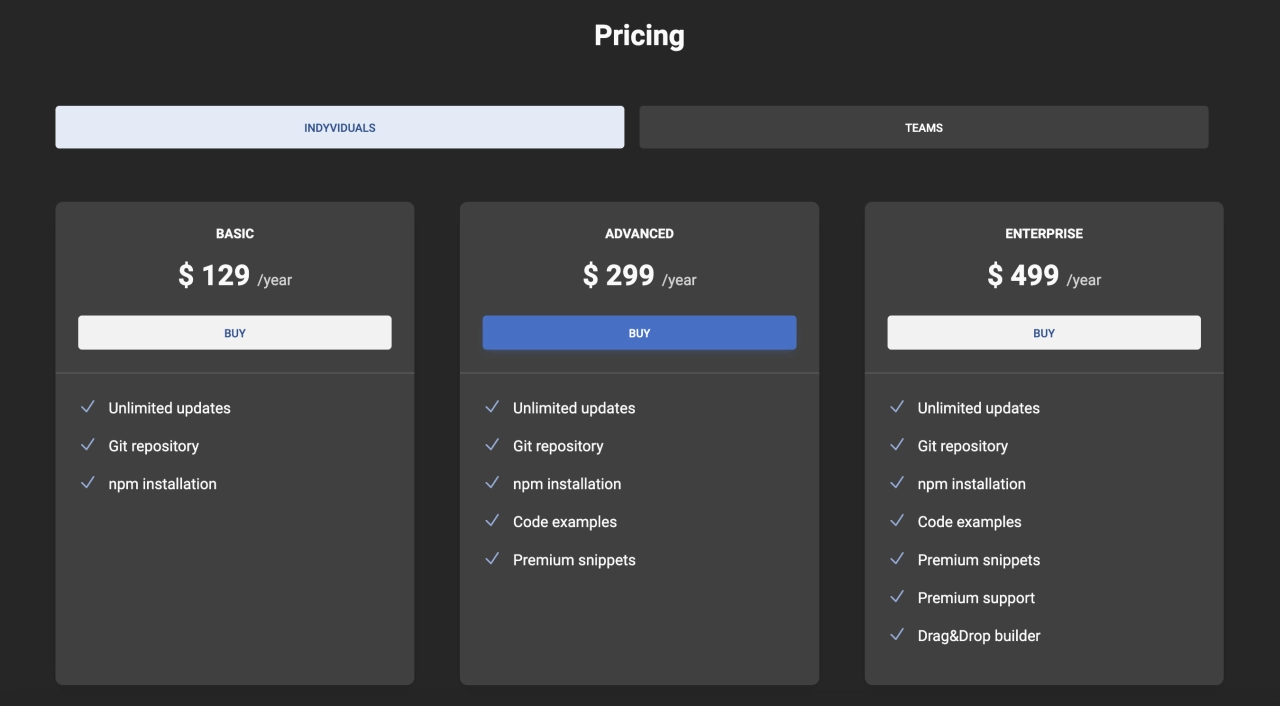 Pricing
INDYVIDUALS
TEAMS
BASIC
$ 129 /year
BUY
Unlimited updates
Git repository
npm installation
ADVANCED
$ 299 /year
BUY
Unlimited updates
Git repository
npm installation
Code examples
Premium snippets
ENTERPRISE
$ 499 /year
BUY
Unlimited updates
Git repository
npm installation
Code examples
Premium snippets
Premium support
Drag&Drop builder